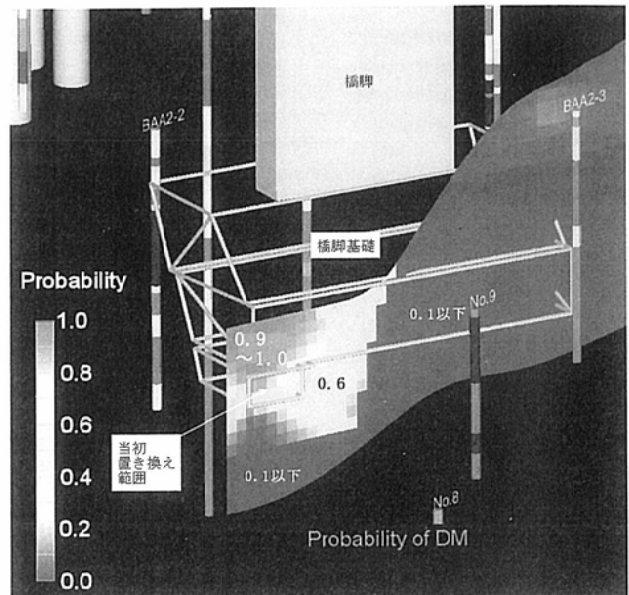 橋脚
BAA2-2
BAA2-3
橋脚基礎
Probability
1.0
0.8
0.6
0.4
0.2
0.0
0.1以下
No.9
0.9
～1.0
0.6
当初
置き換え
範囲
0.1以下
No.8
Probability of DM